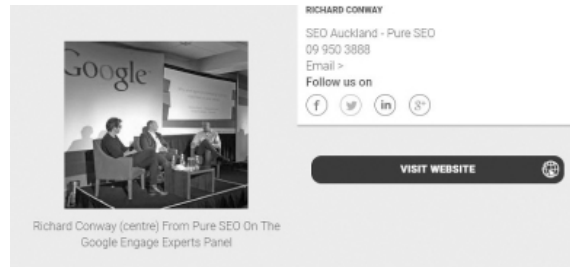 Google
Richard Conway (centre) From Pure SEO On The
Google Engage Experts Panel
RICHARD CONWAY
SEO Auckland - Pure SEO
09 950 3888
Email >
Follow us on
f
in
g+
VISIT WEBSITE